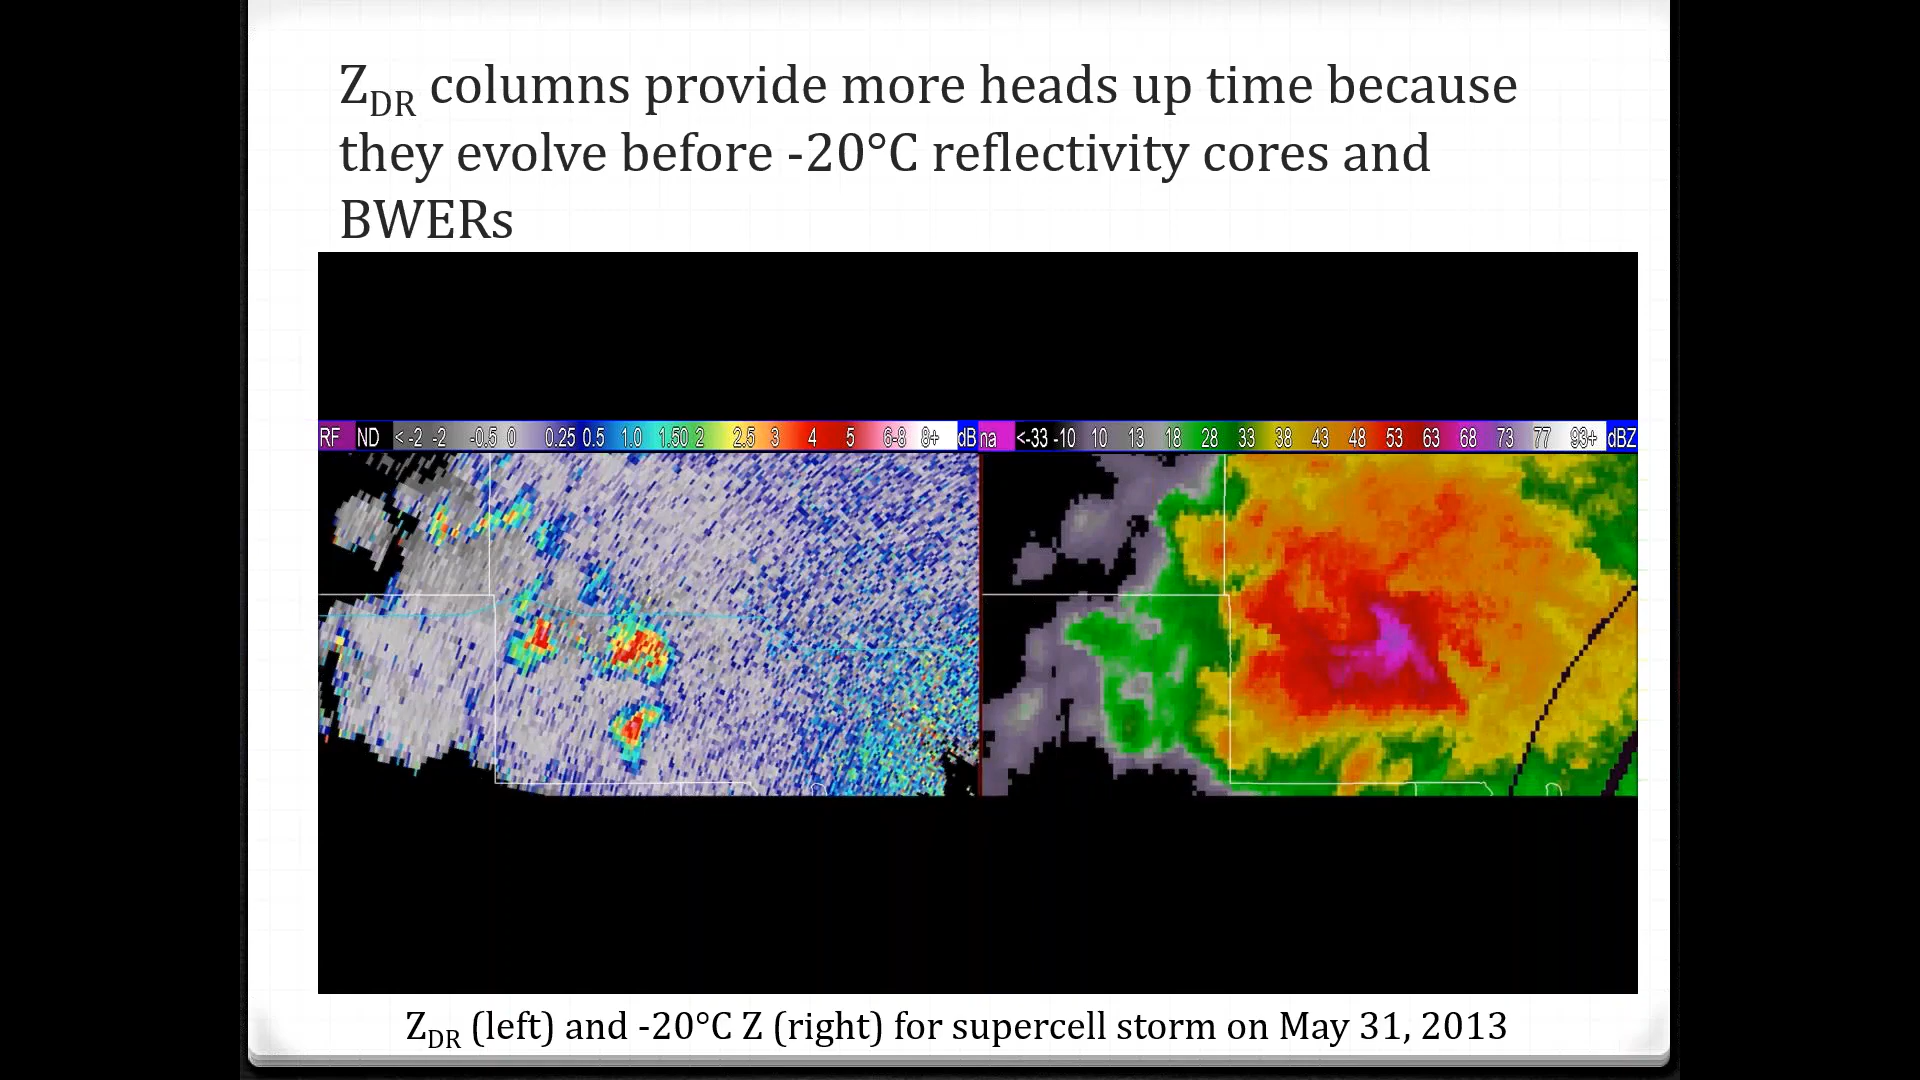 Z_DR columns provide more heads up time because
they evolve before -20°C reflectivity cores and
BWERs
RF ND < -2 -2 -0.5 0 0.25 0.5 1.0 1.50 2 2.5 3 4 5 6-8 8+ dB na <-33 -10 10 13 18 28 33 38 43 48 53 63 68 73 77 93+ dBZ
Z_DR (left) and -20°C Z (right) for supercell storm on May 31, 2013